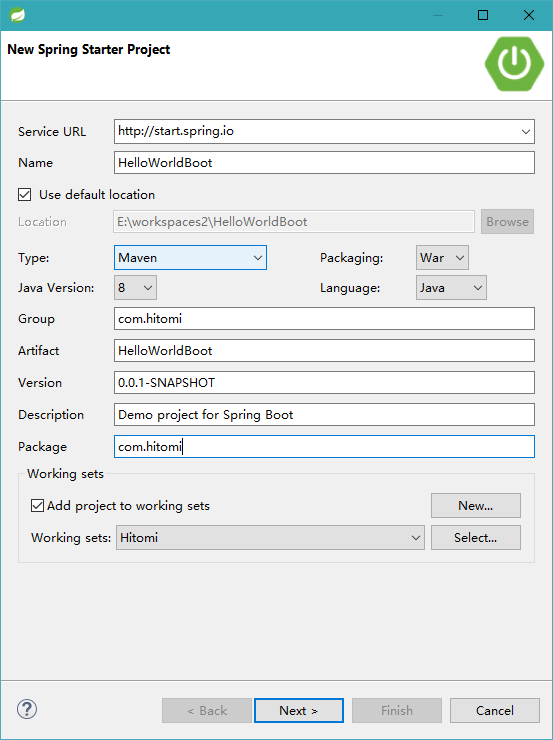 New Spring Starter Project
Service URL http://start.spring.io
Name HelloWorldBoot
Use default location
Location E:\workspaces2\HelloWorldBoot Browse
Type: Maven Packaging: War
Java Version: 8 Language: Java
Group com.hitomi
Artifact HelloWorldBoot
Version 0.0.1-SNAPSHOT
Description Demo project for Spring Boot
Package com.hitomi
Working sets
Add project to working sets New...
Working sets: Hitomi Select...
? < Back Next > Finish Cancel